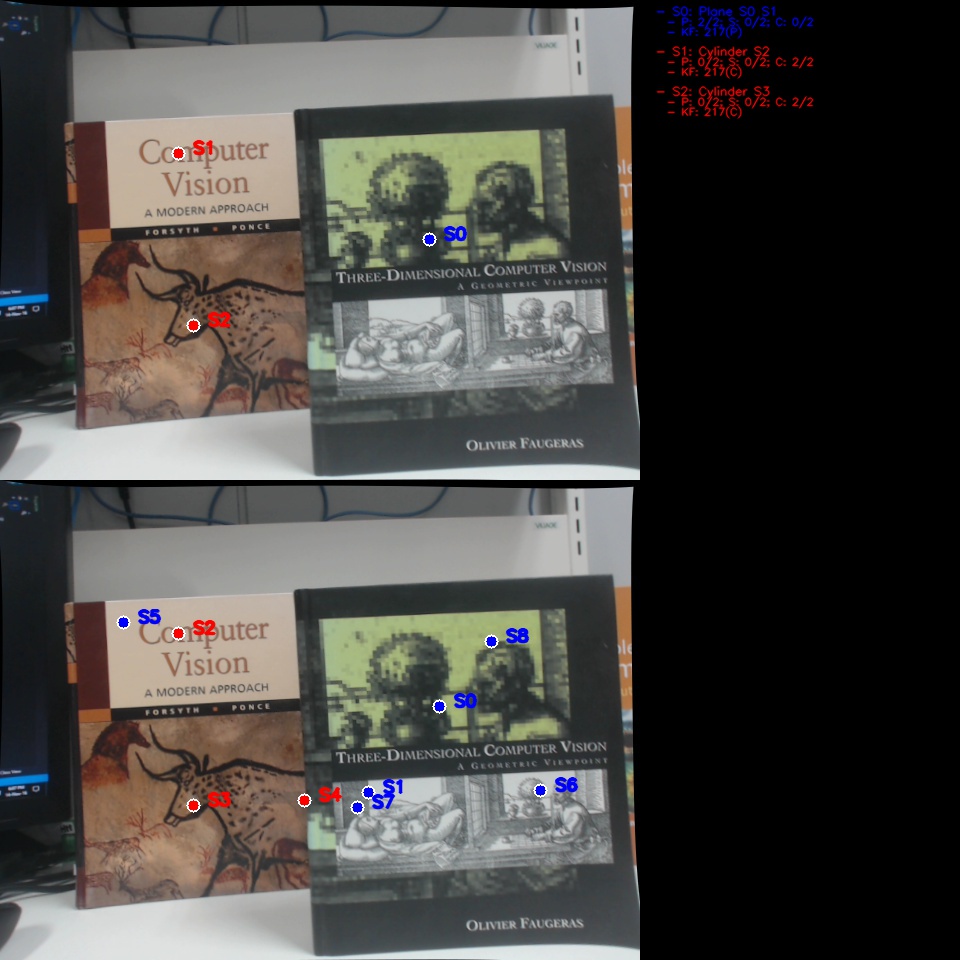 - S0: Plane S0 S1
- P: 2/2; S: 0/2; C: 0/2
- KF: 217(P)
- S1: Cylinder S2
- P: 0/2; S: 0/2; C: 2/2
- KF: 217(C)
- S2: Cylinder S3
- P: 0/2; S: 0/2; C: 2/2
- KF: 217(C)
Computer
Vision
A MODERN APPROACH
FORSYTH PONCE
S1
S2
S0
THREE-DIMENSIONAL COMPUTER VISION
A GEOMETRIC VIEWPOINT
OLIVIER FAUGERAS
S5
S2
Computer
Vision
A MODERN APPROACH
FORSYTH PONCE
S3
S4
S8
S0
THREE-DIMENSIONAL COMPUTER VISION
A GEOMETRIC VIEWPOINT
S1
S7
S6
OLIVIER FAUGERAS